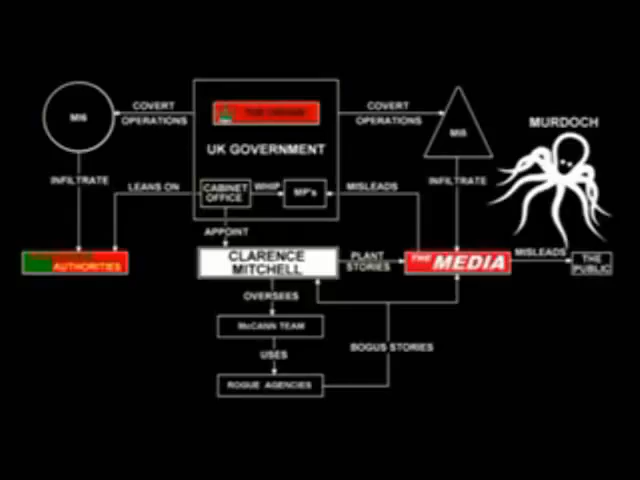 COVERT
OPERATIONS
MI6
UK GOVERNMENT
COVERT
OPERATIONS
MURDOCH
INFILTRATE
LEANS ON
CABINET
OFFICE
WHIP
MP's
MISLEADS
INFILTRATE
APPOINT
AUTHORITIES
CLARENCE
MITCHELL
PLANT
STORIES
THE MEDIA
MISLEADS
THE
PUBLIC
OVERSEES
McCANN TEAM
USES
BOGUS STORIES
ROGUE AGENCIES